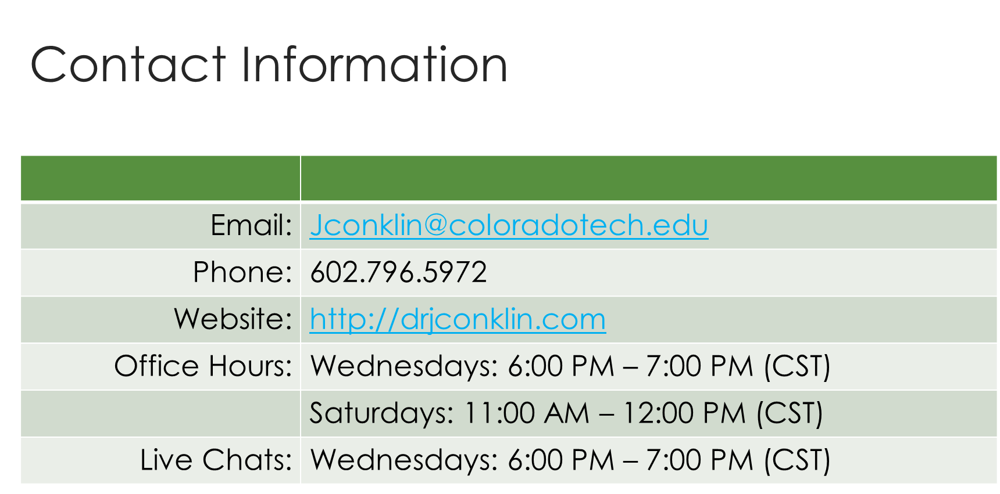 Contact Information
Email: Jconklin@coloradotech.edu
Phone: 602.796.5972
Website: http://drjconklin.com
Office Hours: Wednesdays: 6:00 PM – 7:00 PM (CST)
Saturdays: 11:00 AM – 12:00 PM (CST)
Live Chats: Wednesdays: 6:00 PM – 7:00 PM (CST)